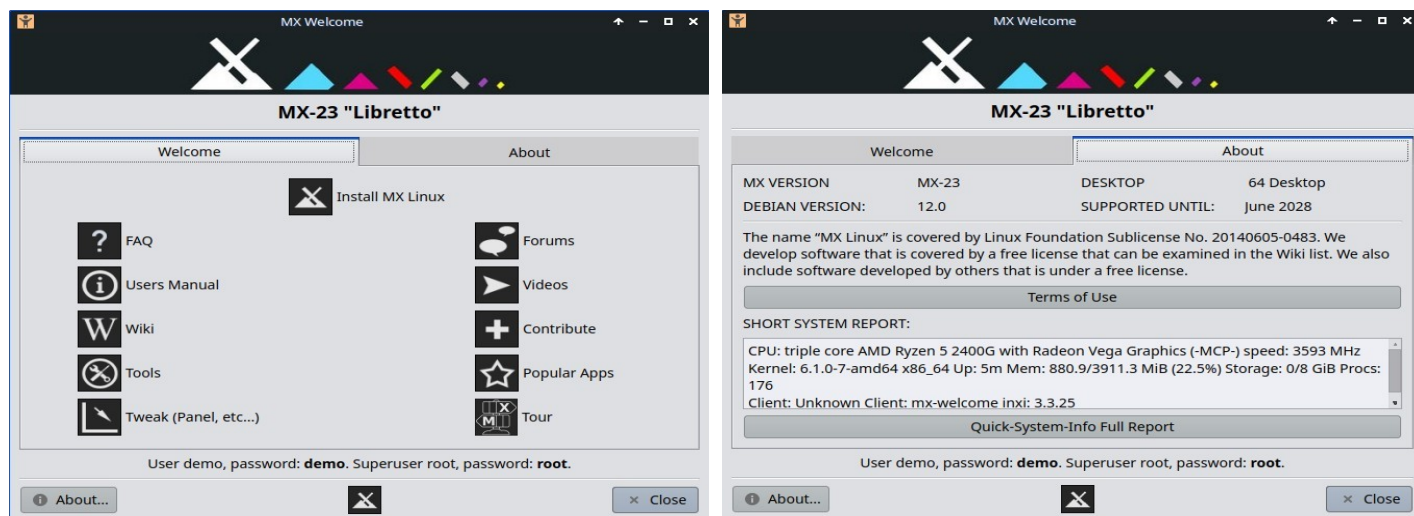 MX Welcome
MX-23 "Libretto"
Welcome About
Install MX Linux
FAQ Forums
Users Manual Videos
Wiki Contribute
Tools Popular Apps
Tweak (Panel, etc...) Tour
User demo, password: demo. Superuser root, password: root.
About... Close
MX Welcome
MX-23 "Libretto"
Welcome About
MX VERSION MX-23 DESKTOP 64 Desktop
DEBIAN VERSION: 12.0 SUPPORTED UNTIL: June 2028
The name “MX Linux” is covered by Linux Foundation Sublicense No. 20140605-0483. We
develop software that is covered by a free license that can be examined in the Wiki list. We also
include software developed by others that is under a free license.
Terms of Use
SHORT SYSTEM REPORT:
CPU: triple core AMD Ryzen 5 2400G with Radeon Vega Graphics (-MCP-) speed: 3593 MHz
Kernel: 6.1.0-7-amd64 x86_64 Up: 5m Mem: 880.9/3911.3 MiB (22.5%) Storage: 0/8 GiB Procs:
176
Client: Unknown Client: mx-welcome inxi: 3.3.25
Quick-System-Info Full Report
User demo, password: demo. Superuser root, password: root.
About... Close